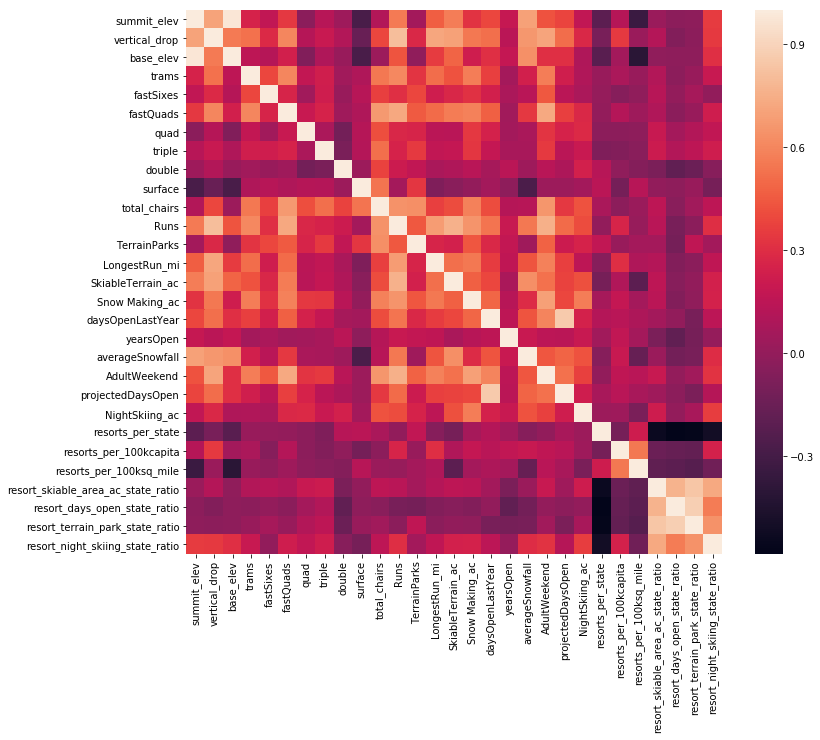 summit_elev
vertical_drop
base_elev
trams
fastSixes
fastQuads
quad
triple
double
surface
total_chairs
Runs
TerrainParks
LongestRun_mi
SkiableTerrain_ac
Snow Making_ac
daysOpenLastYear
yearsOpen
averageSnowfall
AdultWeekend
projectedDaysOpen
NightSkiing_ac
resorts_per_state
resorts_per_100kcapita
resorts_per_100ksq_mile
resort_skiable_area_ac_state_ratio
resort_days_open_state_ratio
resort_terrain_park_state_ratio
resort_night_skiing_state_ratio
summit_elev
vertical_drop
base_elev
trams
fastSixes
fastQuads
quad
triple
double
surface
total_chairs
Runs
TerrainParks
LongestRun_mi
SkiableTerrain_ac
Snow Making_ac
daysOpenLastYear
yearsOpen
averageSnowfall
AdultWeekend
projectedDaysOpen
NightSkiing_ac
resorts_per_state
resorts_per_100kcapita
resorts_per_100ksq_mile
resort_skiable_area_ac_state_ratio
resort_days_open_state_ratio
resort_terrain_park_state_ratio
resort_night_skiing_state_ratio
0.9
0.6
0.3
0.0
−0.3